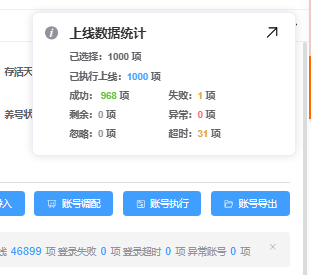 上线数据统计
已选择：1000 项
已执行上线：1000 项
存活天
成功：968 项 失败：1 项
养号状
剩余：0 项 异常：0 项
忽略：0 项 超时：31 项
导入 账号调配 账号执行 账号导出
线 46899 项 登录失败 0 项 登录超时 0 项 异常账号 0 项